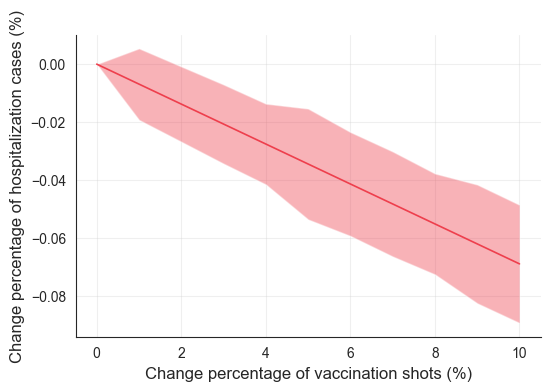 Change percentage of hospitalization cases (%)
0.00
−0.02
−0.04
−0.06
−0.08
0 2 4 6 8 10
Change percentage of vaccination shots (%)